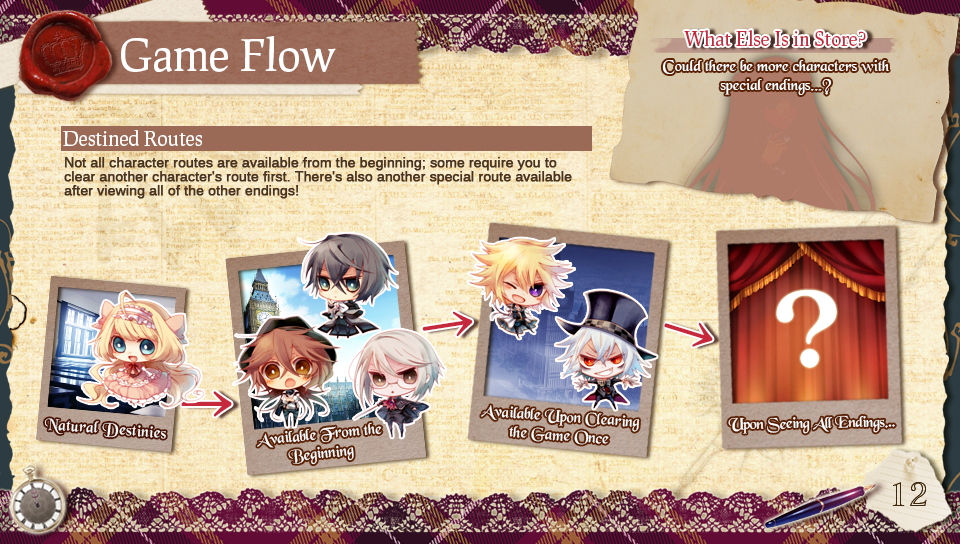 Game Flow
What Else Is in Store?
Could there be more characters with
special endings...?
Destined Routes
Not all character routes are available from the beginning; some require you to
clear another character's route first. There's also another special route available
after viewing all of the other endings!
Natural Destinies
Available From the
Beginning
Available Upon Clearing
the Game Once
?
Upon Seeing All Endings...
12